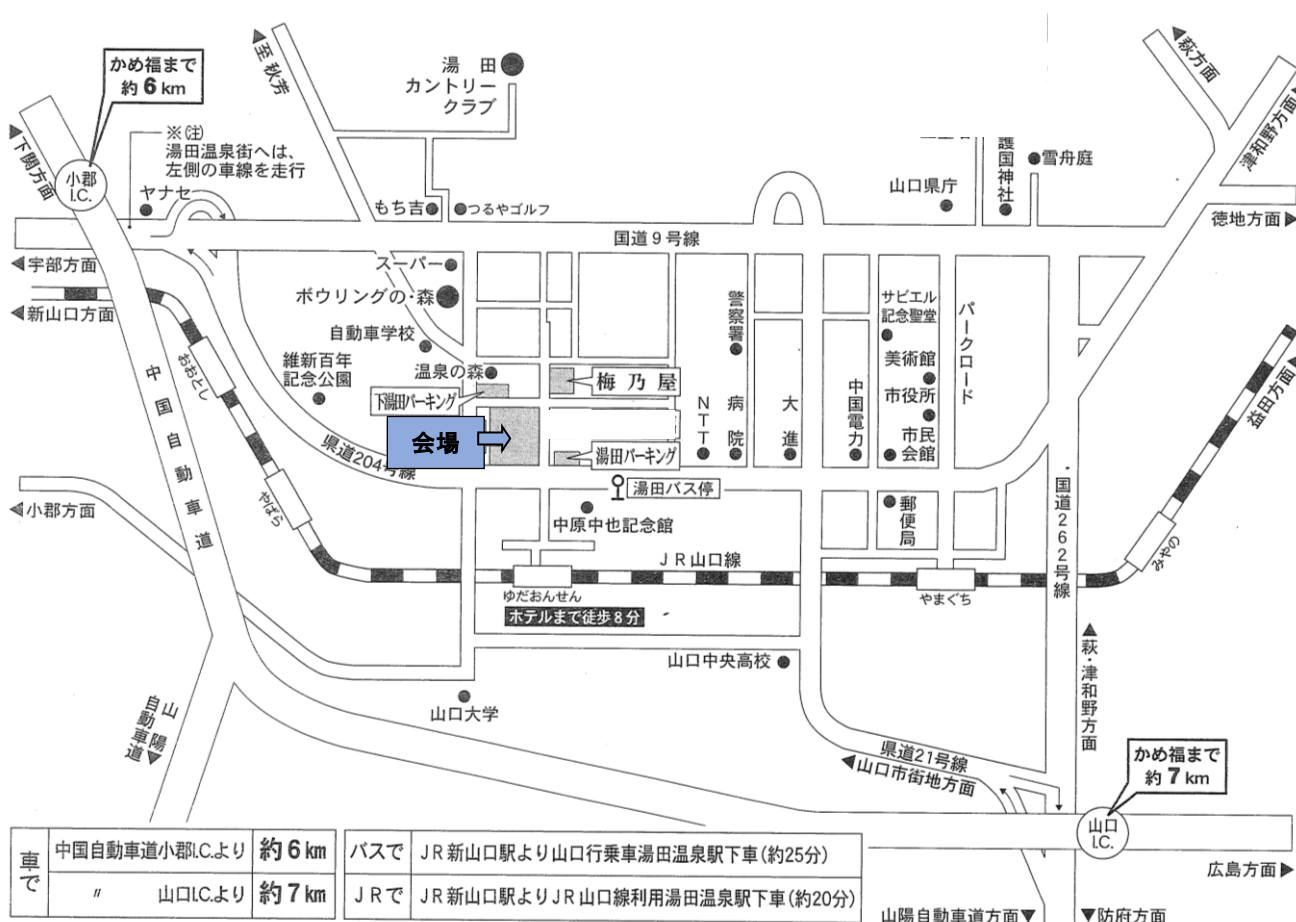 かめ福まで
約 6 km
▲至 秋芳
湯 田
カントリー
クラブ
▲萩方面
津和野方面▶
※(注)
湯田温泉街へは、
左側の車線を走行
▲下関方面
小郡
I.C.
ヤナセ
もち吉
つるやゴルフ
山口県庁
護国神社
雪舟庭
徳地方面▶
国道9号線
◀宇部方面
◀新山口方面
スーパー
ボウリングの・森
自動車学校
維新百年
記念公園
温泉の森
下湯田パーキング
梅乃屋
会場
湯田パーキング
警察署
病院
NTT
大進
中国電力
サビエル
記念聖堂
美術館
市役所
市民
会館
パークロード
益田方面▶
おおとし
中国自動車道
県道204号線
やばら
◀小郡方面
湯田バス停
中原中也記念館
郵便局
国道262号線
みやの
JR山口線
ゆだおんせん
ホテルまで徒歩8分
やまぐち
山口中央高校
山口大学
山陽
自動車道▼
▲萩・津和野方面
県道21号線
◀山口市街地方面
かめ福まで
約 7 km
山口
I.C.
広島方面▶
車で
中国自動車道小郡I.C.より 約6km
〃 山口I.C.より 約7km
バスで JR新山口駅より山口行乗車湯田温泉駅下車(約25分)
JRで JR新山口駅よりJR山口線利用湯田温泉駅下車(約20分)
山陽自動車道方面▼
▼防府方面